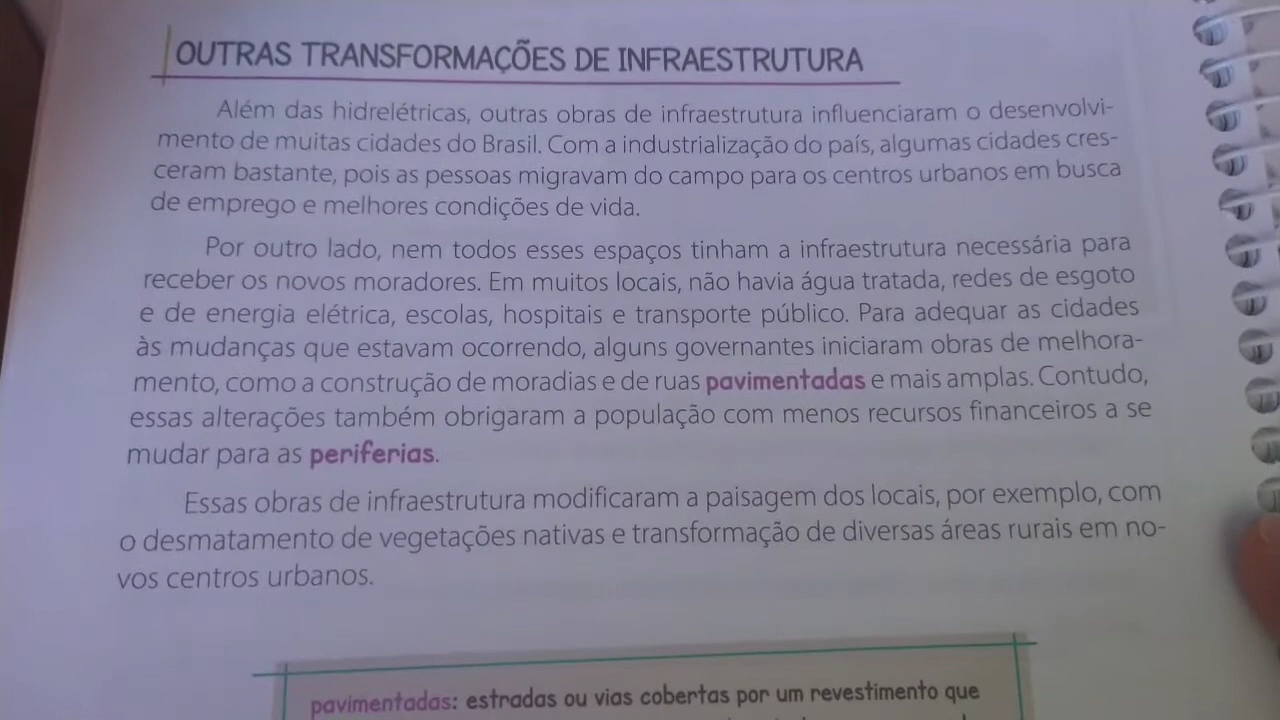 OUTRAS TRANSFORMAÇÕES DE INFRAESTRUTURA
Além das hidrelétricas, outras obras de infraestrutura influenciaram o desenvolvi-
mento de muitas cidades do Brasil. Com a industrialização do país, algumas cidades cres-
ceram bastante, pois as pessoas migravam do campo para os centros urbanos em busca
de emprego e melhores condições de vida.
Por outro lado, nem todos esses espaços tinham a infraestrutura necessária para
receber os novos moradores. Em muitos locais, não havia água tratada, redes de esgoto
e de energia elétrica, escolas, hospitais e transporte público. Para adequar as cidades
às mudanças que estavam ocorrendo, alguns governantes iniciaram obras de melhora-
mento, como a construção de moradias e de ruas pavimentadas e mais amplas. Contudo,
essas alterações também obrigaram a população com menos recursos financeiros a se
mudar para as periferias.
Essas obras de infraestrutura modificaram a paisagem dos locais, por exemplo, com
o desmatamento de vegetações nativas e transformação de diversas áreas rurais em no-
vos centros urbanos.
pavimentadas: estradas ou vias cobertas por um revestimento que